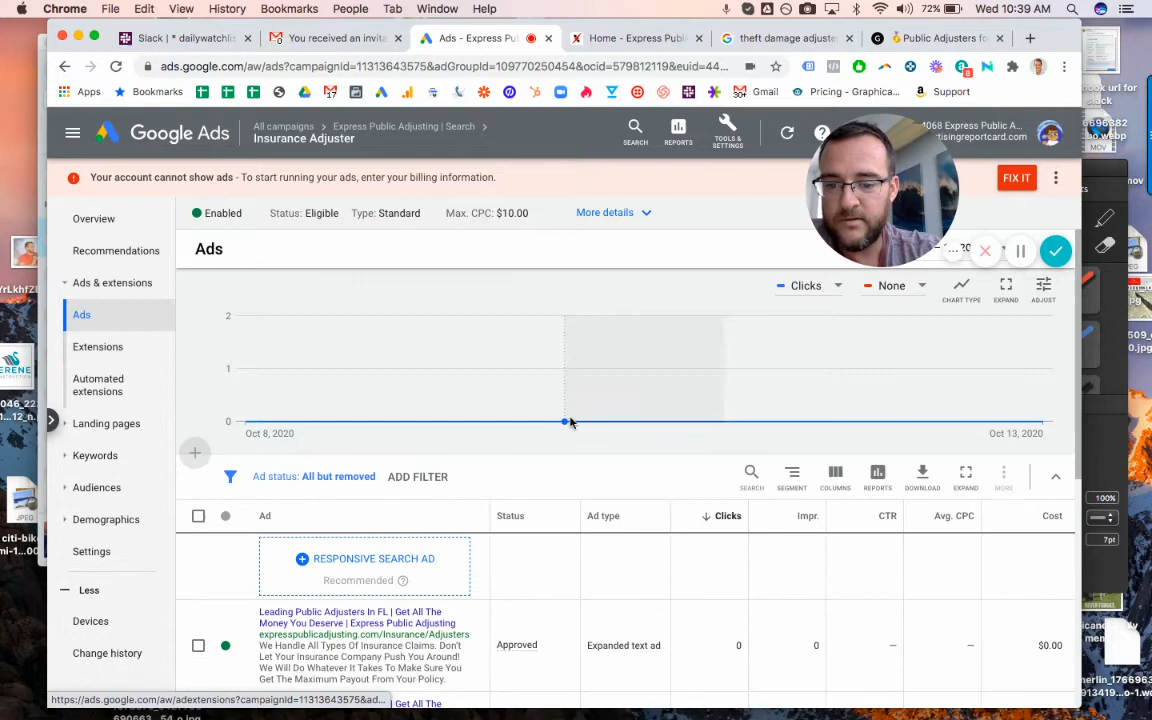 Chrome File Edit View History Bookmarks People Tab Window Help 72% Wed 10:39 AM
Slack | * dailywatchlis
You received an invita
Ads - Express Pu
Home - Express Publi
theft damage adjuste
Public Adjusters fo
ads.google.com/aw/ads?campaignId=11313643575&adGroupId=109770250454&ocid=579812119&euid=44...
Apps Bookmarks 17 30+ Gmail Pricing - Graphica... Support
Google Ads
All campaigns > Express Public Adjusting | Search >
Insurance Adjuster
SEARCH REPORTS TOOLS & SETTINGS
4068 Express Public A...
tisingreportcard.com
Your account cannot show ads - To start running your ads, enter your billing information.
FIX IT
Enabled Status: Eligible Type: Standard Max. CPC: $10.00 More details
Overview
Recommendations
Ads & extensions
Ads
Extensions
Automated extensions
Landing pages
Keywords
Audiences
Demographics
Settings
Less
Devices
Change history
Ads
Clicks None CHART TYPE EXPAND ADJUST
2
1
0
Oct 8, 2020 Oct 13, 2020
Ad status: All but removed ADD FILTER
SEARCH SEGMENT COLUMNS REPORTS DOWNLOAD EXPAND MORE
Ad Status Ad type Clicks Impr. CTR Avg. CPC Cost
RESPONSIVE SEARCH AD
Recommended
Leading Public Adjusters In FL | Get All The
Money You Deserve | Express Public Adjusting
expresspublicadjusting.com/Insurance/Adjusters
We Handle All Types Of Insurance Claims. Don't
Let Your Insurance Company Push You Around!
We Will Do Whatever It Takes To Make Sure You
Get The Maximum Payout From Your Policy.
Approved Expanded text ad 0 0 — — $0.00
https://ads.google.com/aw/adextensions?campaignId=11313643575&ad...
100%
7pt